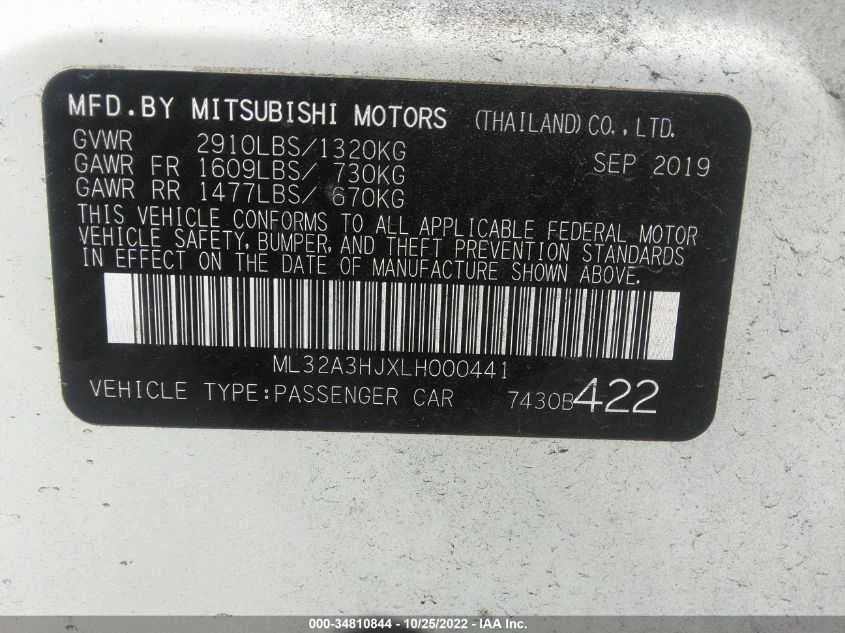 MFD.BY MITSUBISHI MOTORS (THAILAND) CO., LTD.
GVWR 2910LBS/1320KG SEP 2019
GAWR FR 1609LBS/ 730KG
GAWR RR 1477LBS/ 670KG
THIS VEHICLE CONFORMS TO ALL APPLICABLE FEDERAL MOTOR
VEHICLE SAFETY, BUMPER, AND THEFT PREVENTION STANDARDS
IN EFFECT ON THE DATE OF MANUFACTURE SHOWN ABOVE.
ML32A3HJXLH000441
VEHICLE TYPE:PASSENGER CAR 7430B422
000-34810844 - 10/25/2022 - IAA Inc.